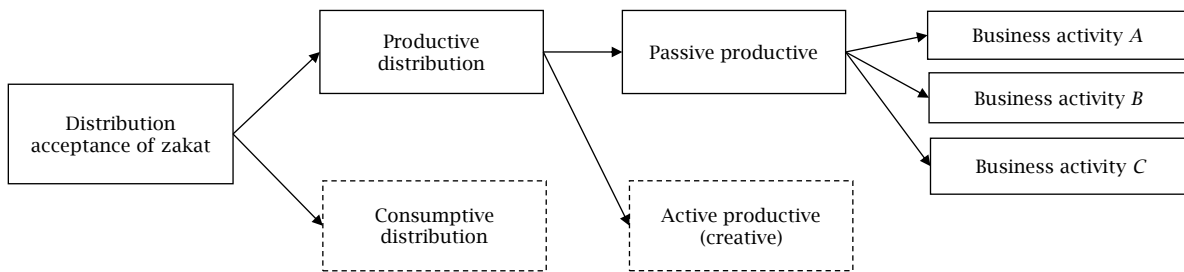 Distribution
acceptance of zakat
Productive
distribution
Consumptive
distribution
Passive productive
Active productive
(creative)
Business activity A
Business activity B
Business activity C